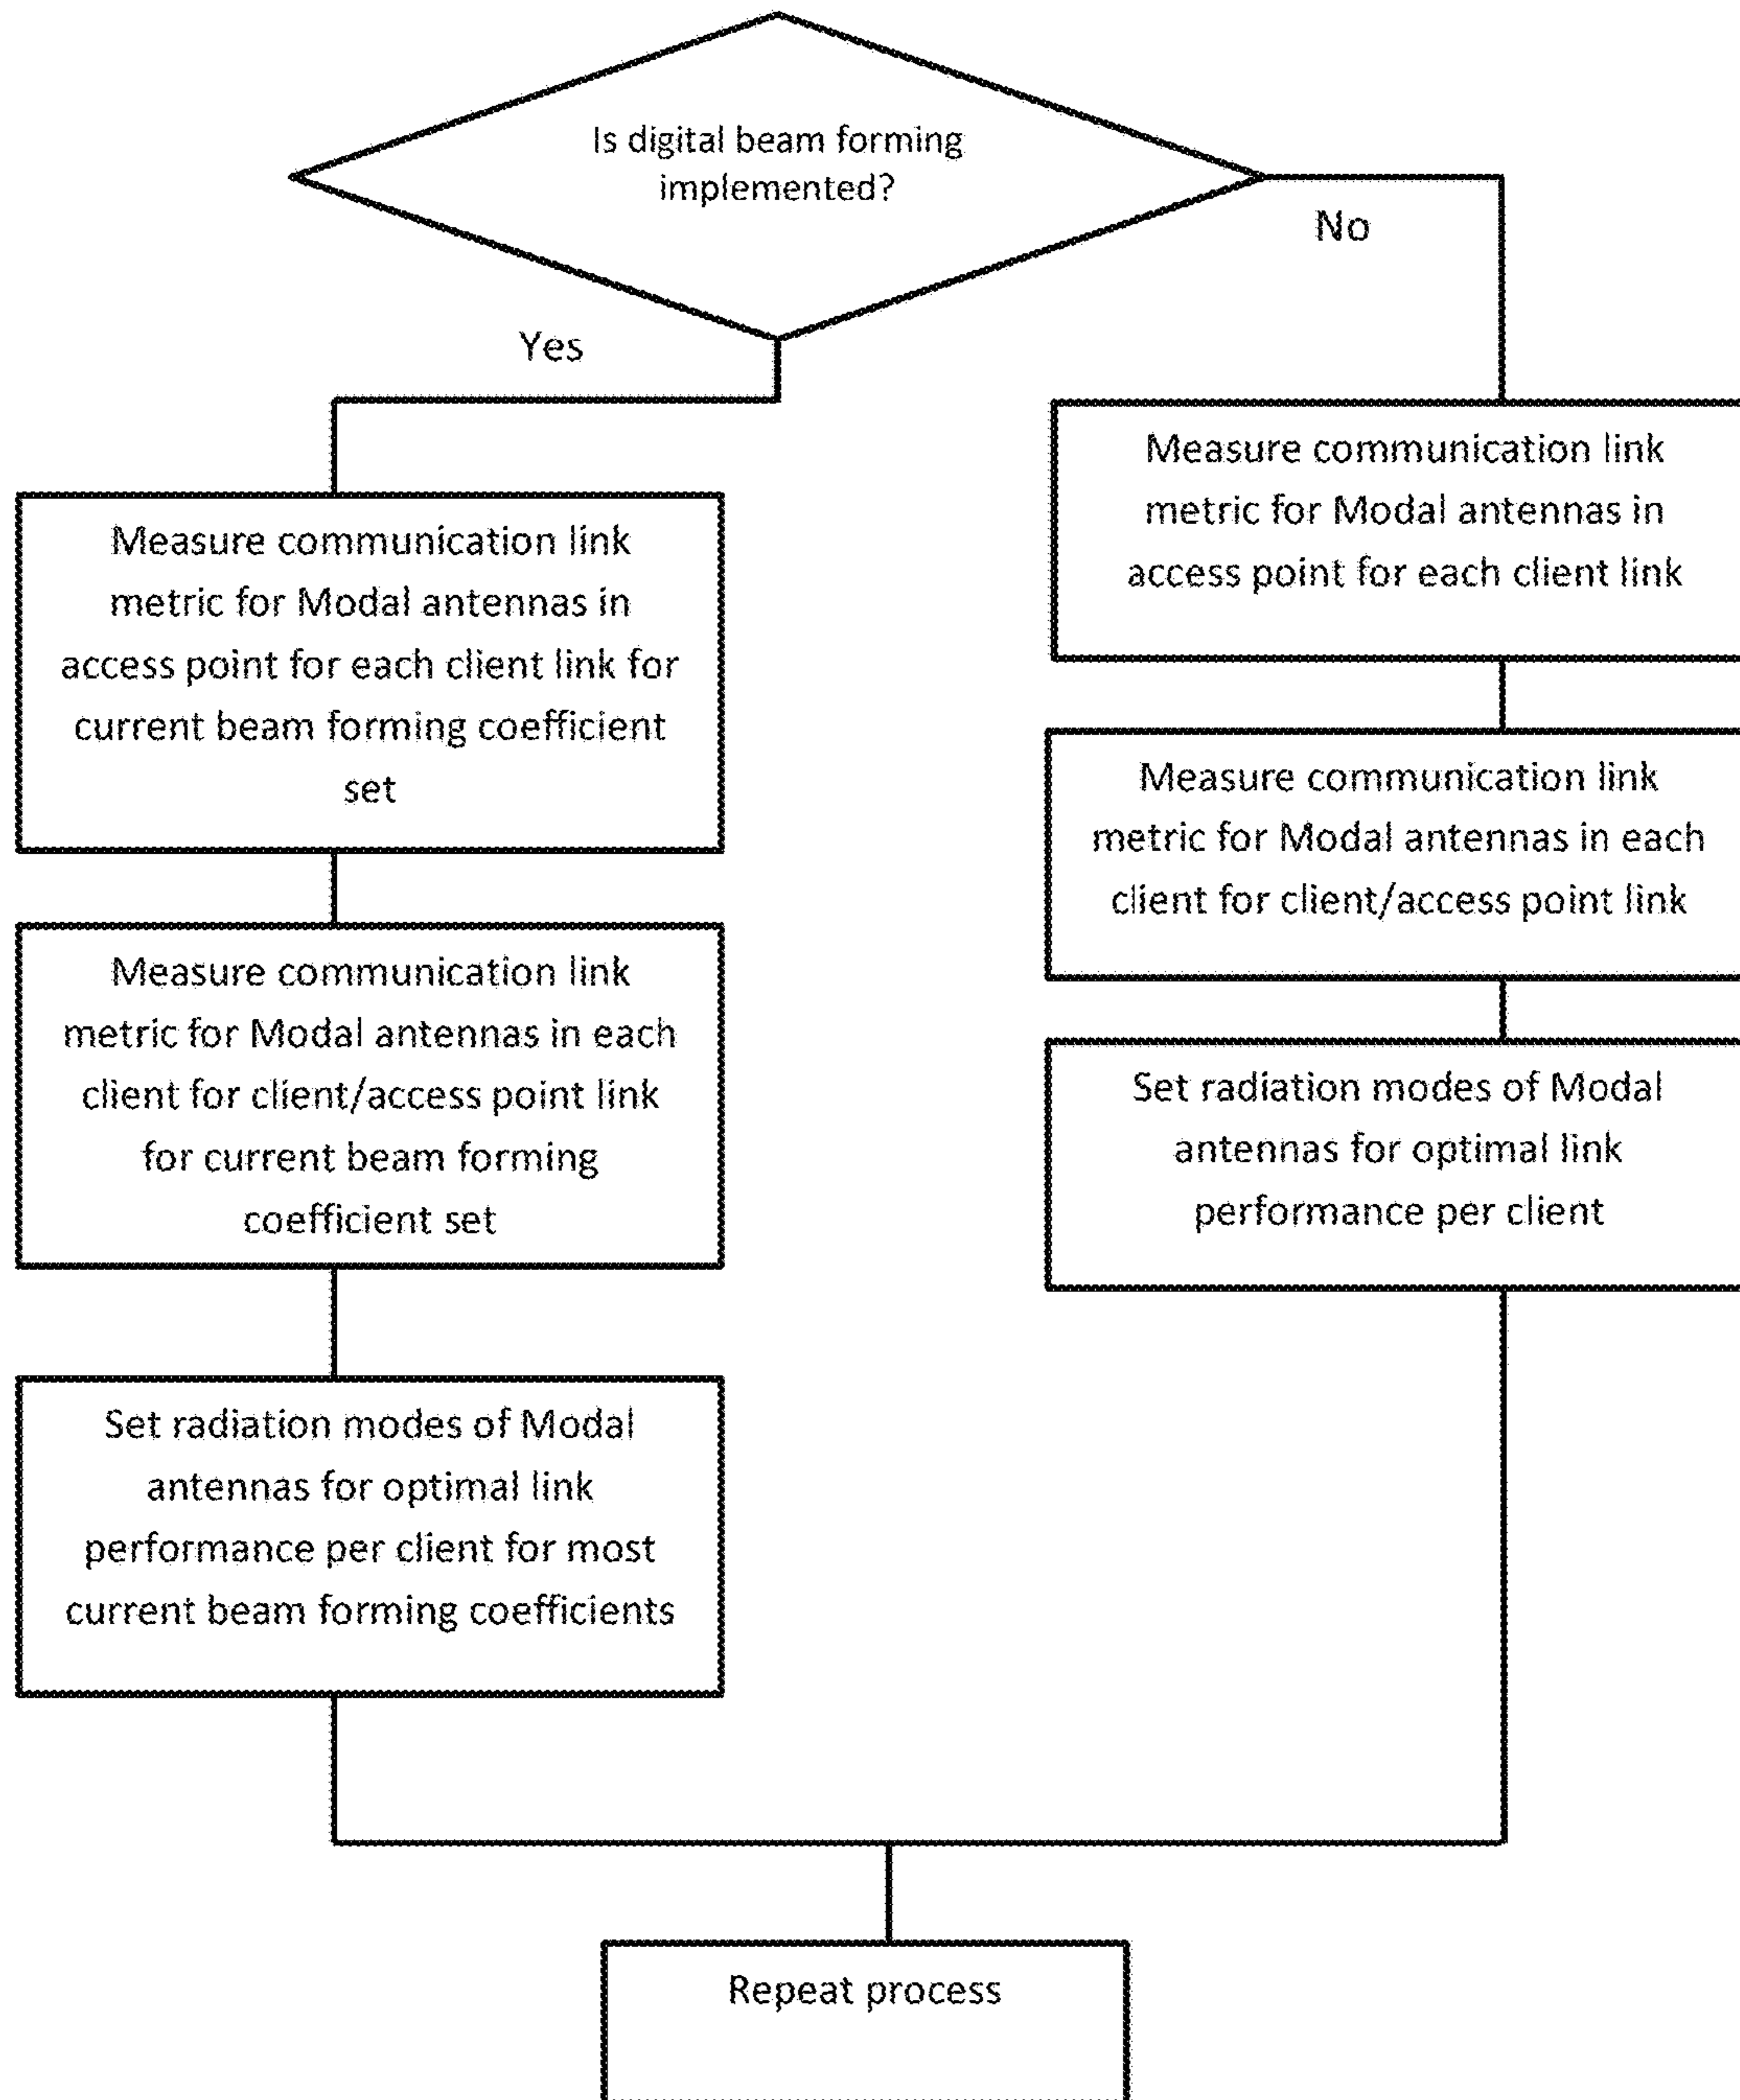 Is digital beam forming
implemented?
No
Yes
Measure communication link
metric for Modal antennas in
access point for each client link for
current beam forming coefficient
set
Measure communication link
metric for Modal antennas in each
client for client/access point link
for current beam forming
coefficient set
Set radiation modes of Modal
antennas for optimal link
performance per client for most
current beam forming coefficients
Measure communication link
metric for Modal antennas in
access point for each client link
Measure communication link
metric for Modal antennas in each
client for client/access point link
Set radiation modes of Modal
antennas for optimal link
performance per client
Repeat process